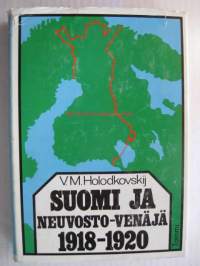 V.M.Holodkovskij
SUOMI JA
NEUVOSTO-VENÄJÄ
1918-1920